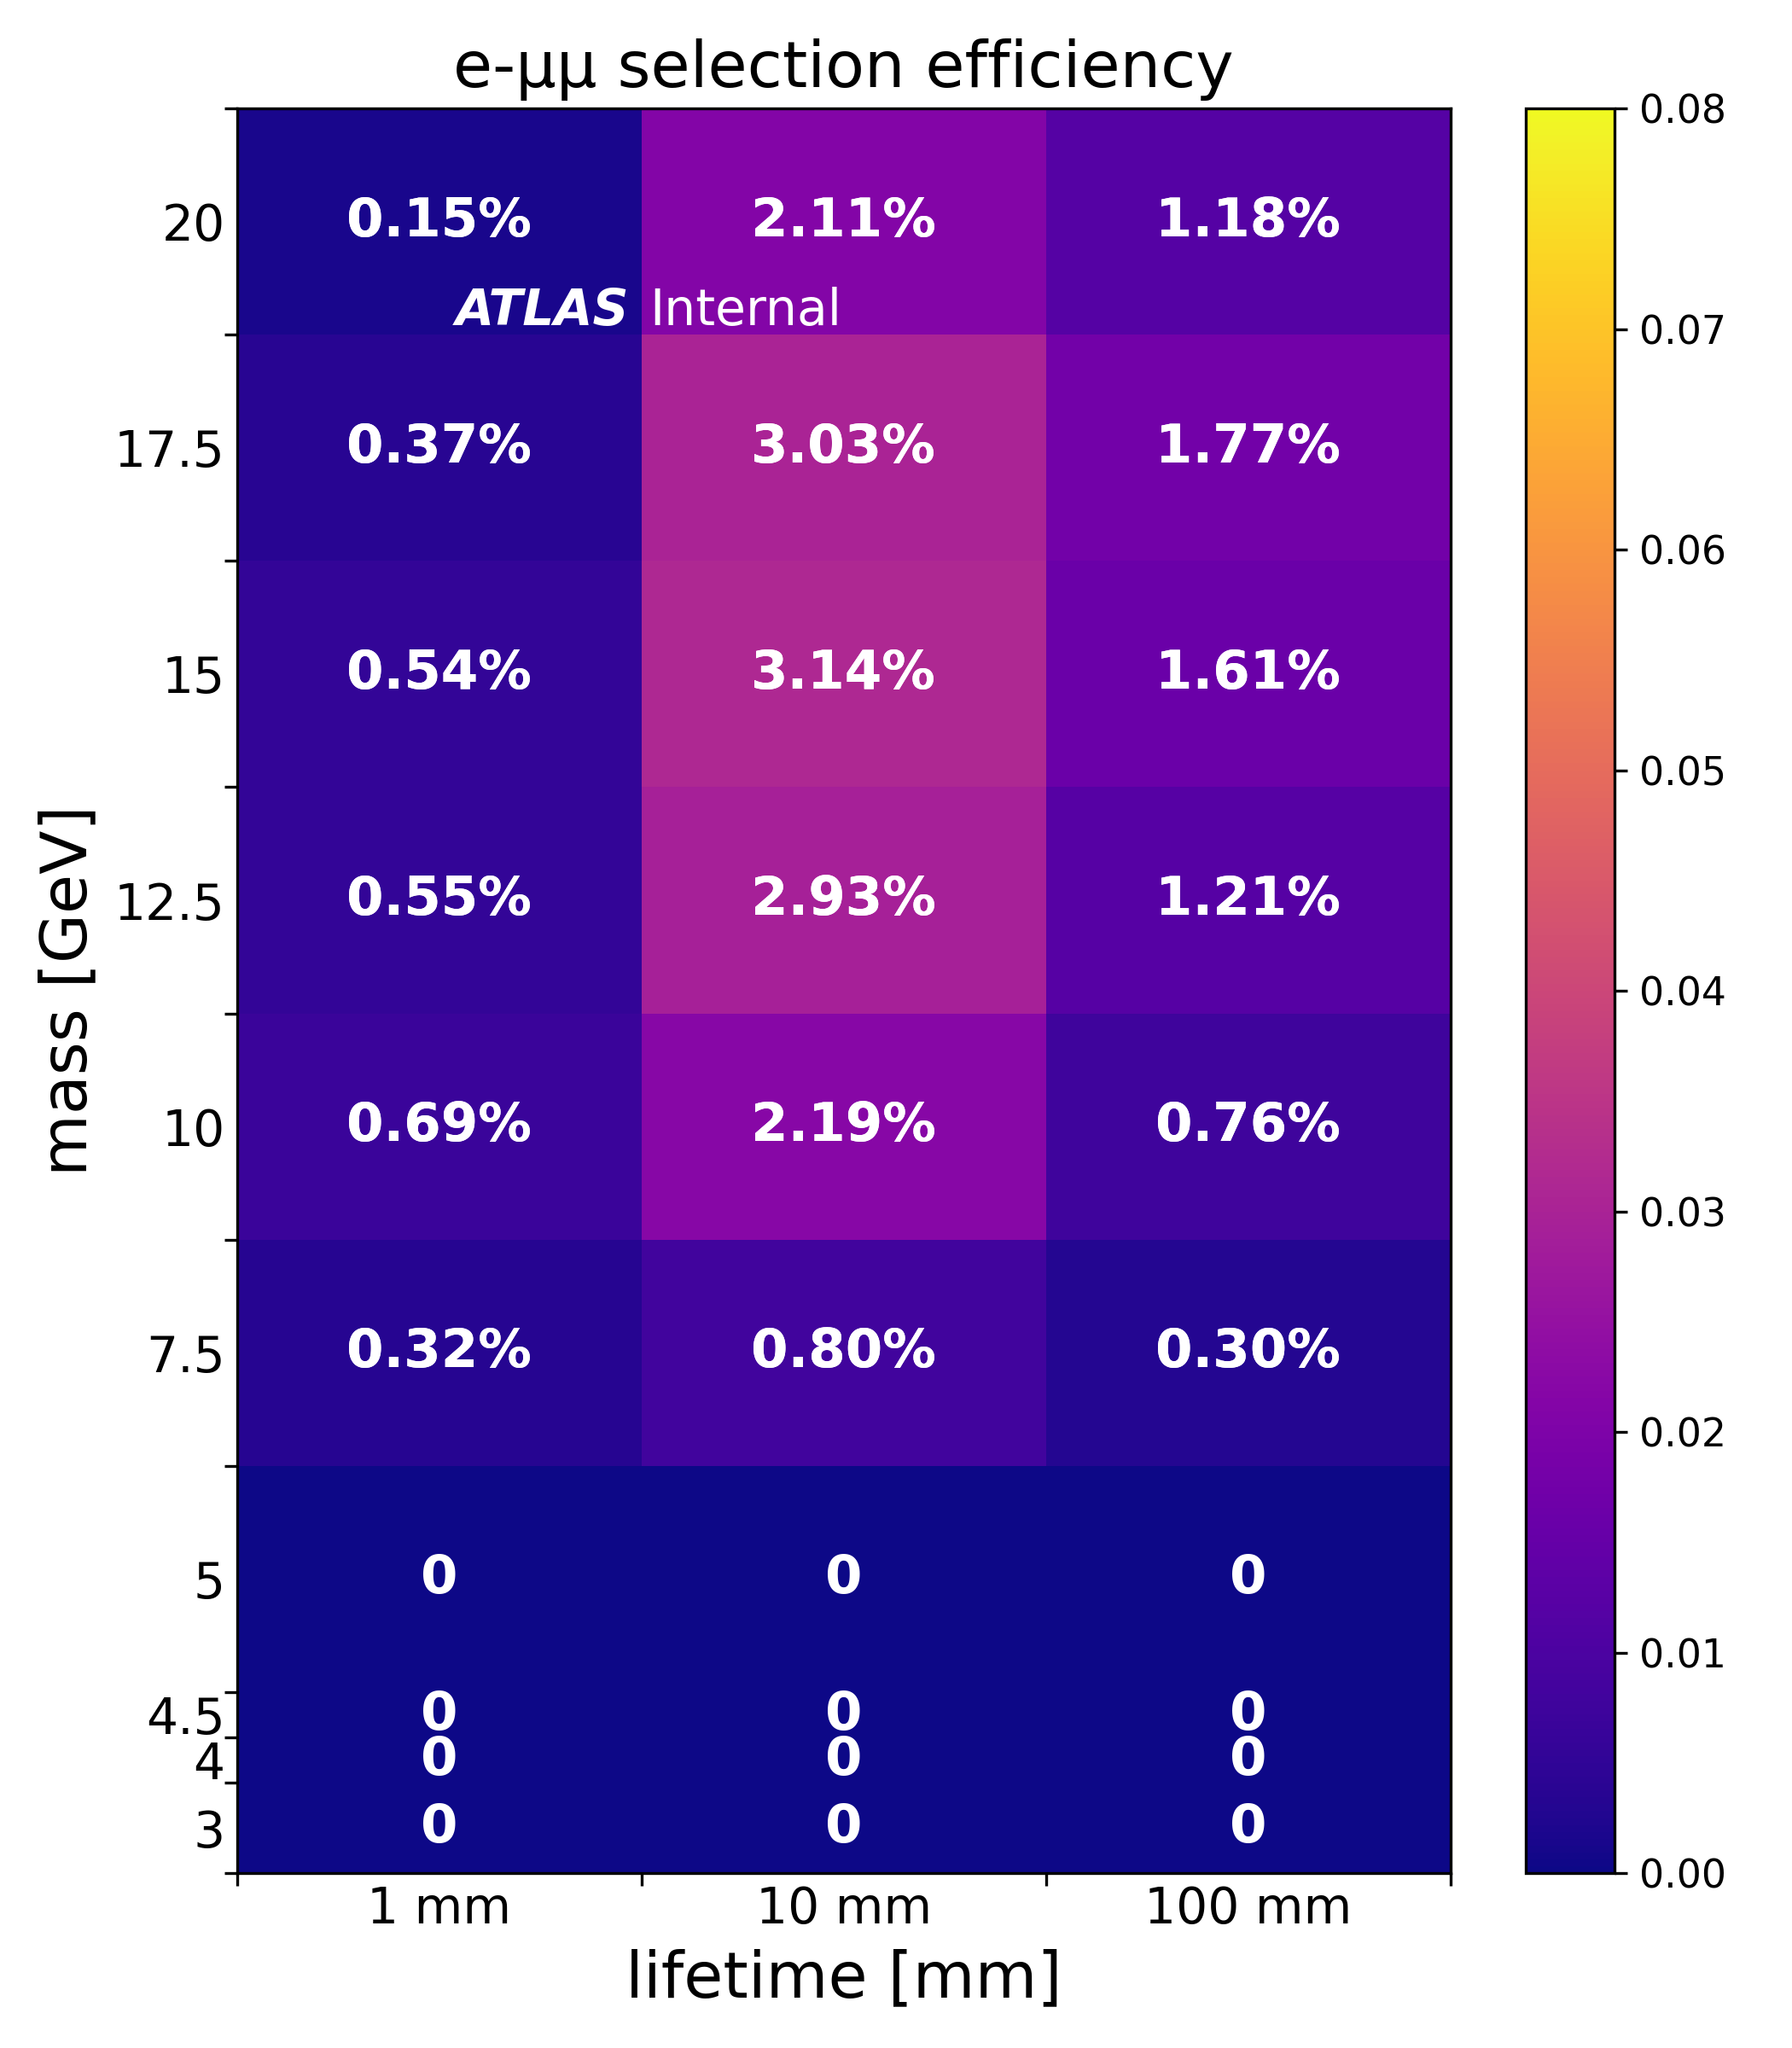 e-μμ selection efficiency
0.08
20 0.15% 2.11% 1.18%
ATLAS Internal
0.07
17.5 0.37% 3.03% 1.77%
0.06
15 0.54% 3.14% 1.61%
0.05
12.5 0.55% 2.93% 1.21%
mass [GeV]
0.04
10 0.69% 2.19% 0.76%
0.03
7.5 0.32% 0.80% 0.30%
0.02
5 0 0 0
0.01
4.5 0 0 0
4 0 0 0
3 0 0 0
0.00
1 mm 10 mm 100 mm
lifetime [mm]